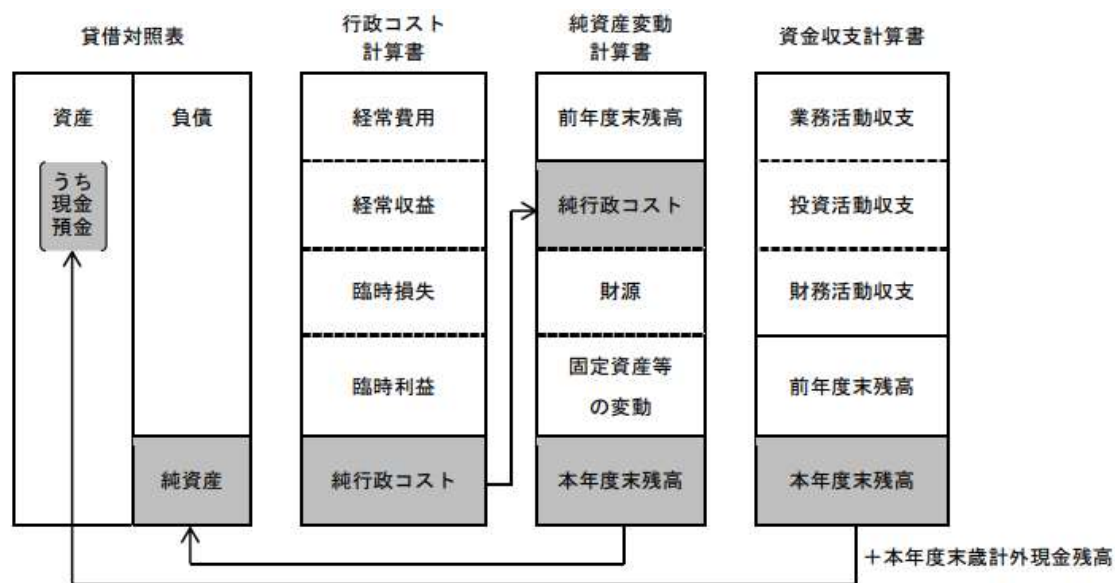 貸借対照表
資産
負債
うち
現金
預金
純資産
行政コスト
計算書
経常費用
経常収益
臨時損失
臨時利益
純行政コスト
純資産変動
計算書
前年度末残高
純行政コスト
財源
固定資産等
の変動
本年度末残高
資金収支計算書
業務活動収支
投資活動収支
財務活動収支
前年度末残高
本年度末残高
＋本年度末歳計外現金残高